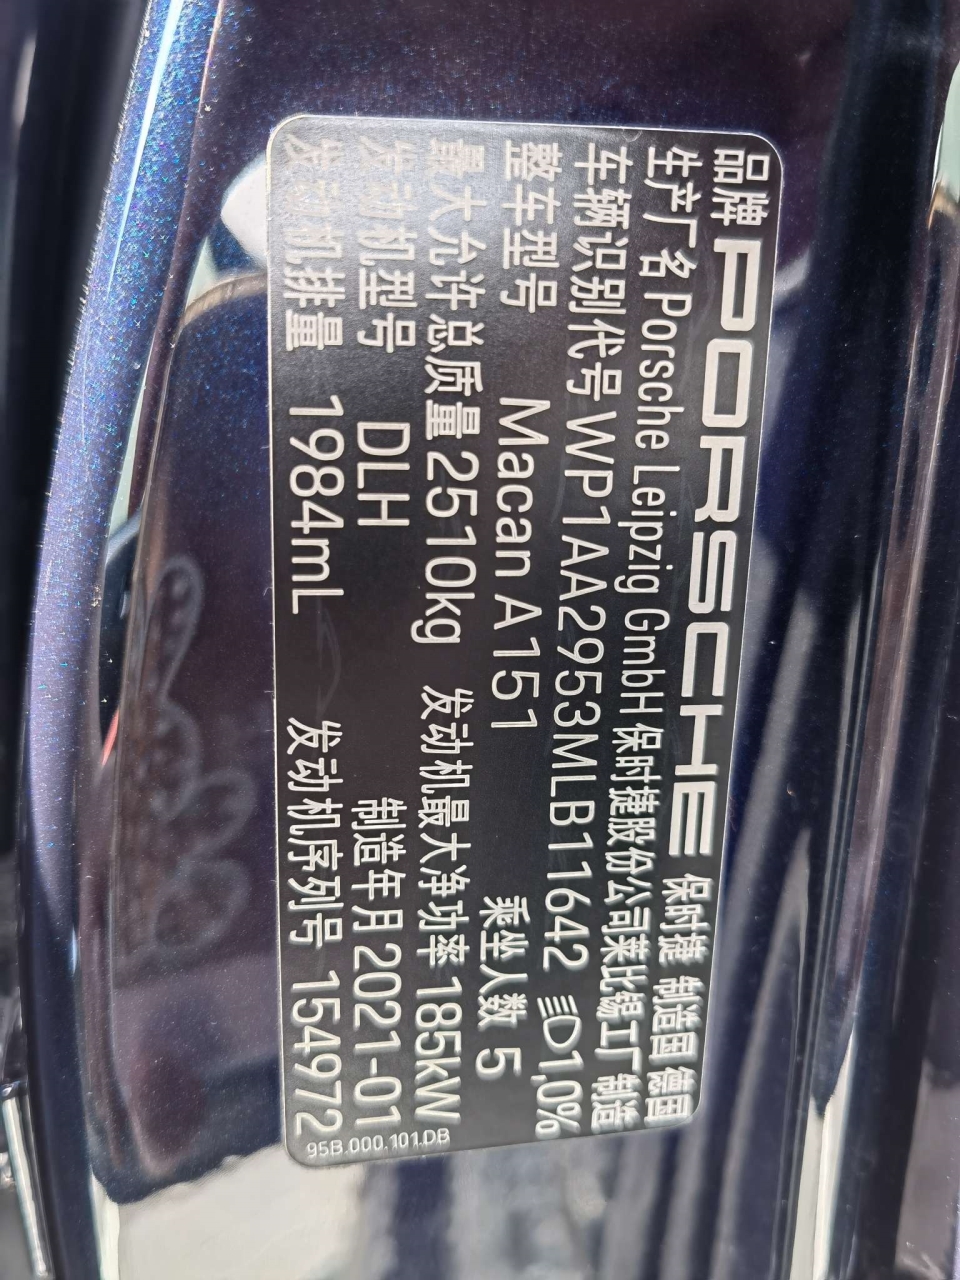 品牌 PORSCHE 保时捷 制造国 德国
生产厂名 Porsche Leipzig GmbH 保时捷股份公司莱比锡工厂 制造
车辆识别代号 WP1AA2953MLB11642 1,0%
整车型号 Macan A151 乘坐人数 5
最大允许总质量 2510kg 发动机最大净功率 185kW
发动机型号 DLH 制造年月 2021-01
发动机排量 1984mL 发动机序列号 154972
95B.000.101.DB